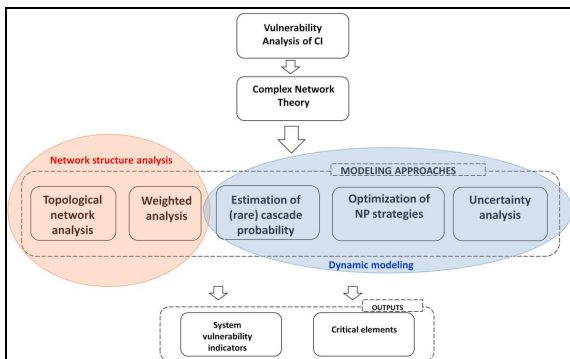 Vulnerability
Analysis of CI
Complex Network
Theory
Network structure analysis
MODELING APPROACHES
Topological
network
analysis
Weighted
analysis
Estimation of
(rare) cascade
probability
Optimization of
NP strategies
Uncertainty
analysis
Dynamic modeling
OUTPUTS
System
vulnerability
indicators
Critical elements